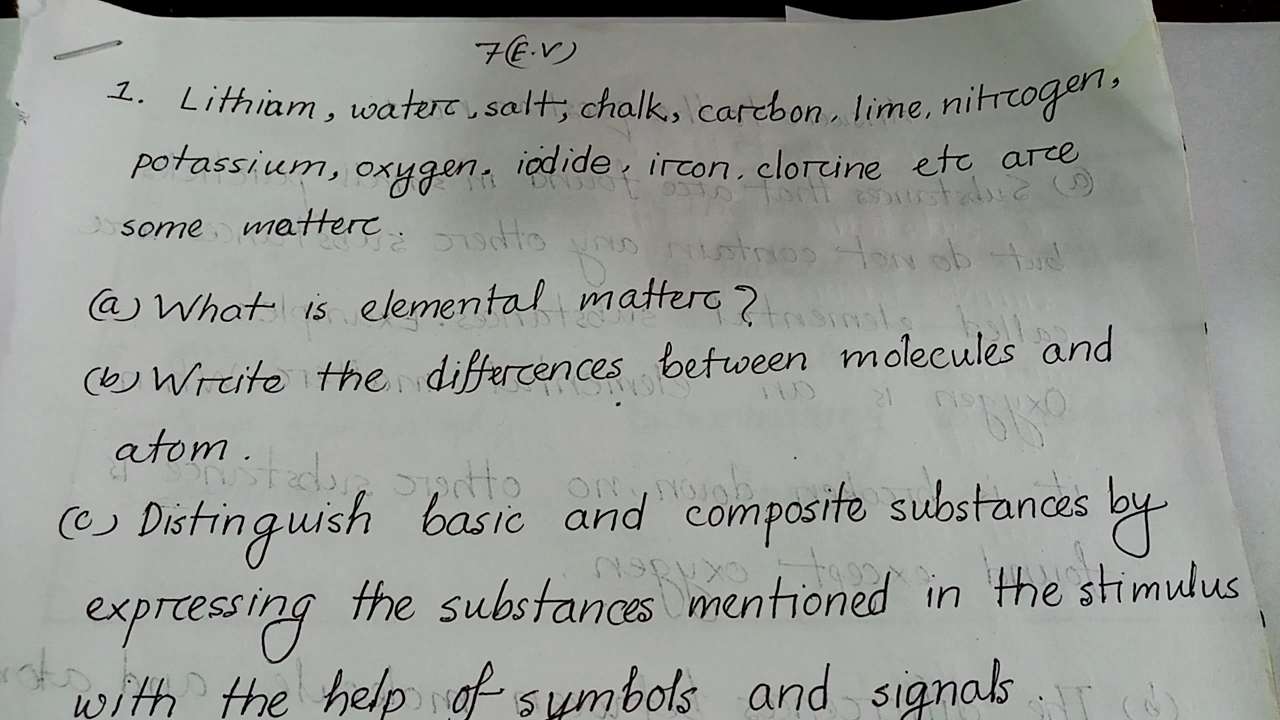 7(E.V)
1. Lithiam, water, salt, chalk, carbon, lime, nitrogen,
potassium, oxygen, iodide, iron, clorine etc are
some matter.
(a) What is elemental matter?
(b) Write the differences between molecules and
atom.
(c) Distinguish basic and composite substances by
expressing the substances mentioned in the stimulus
with the help of symbols and signals.